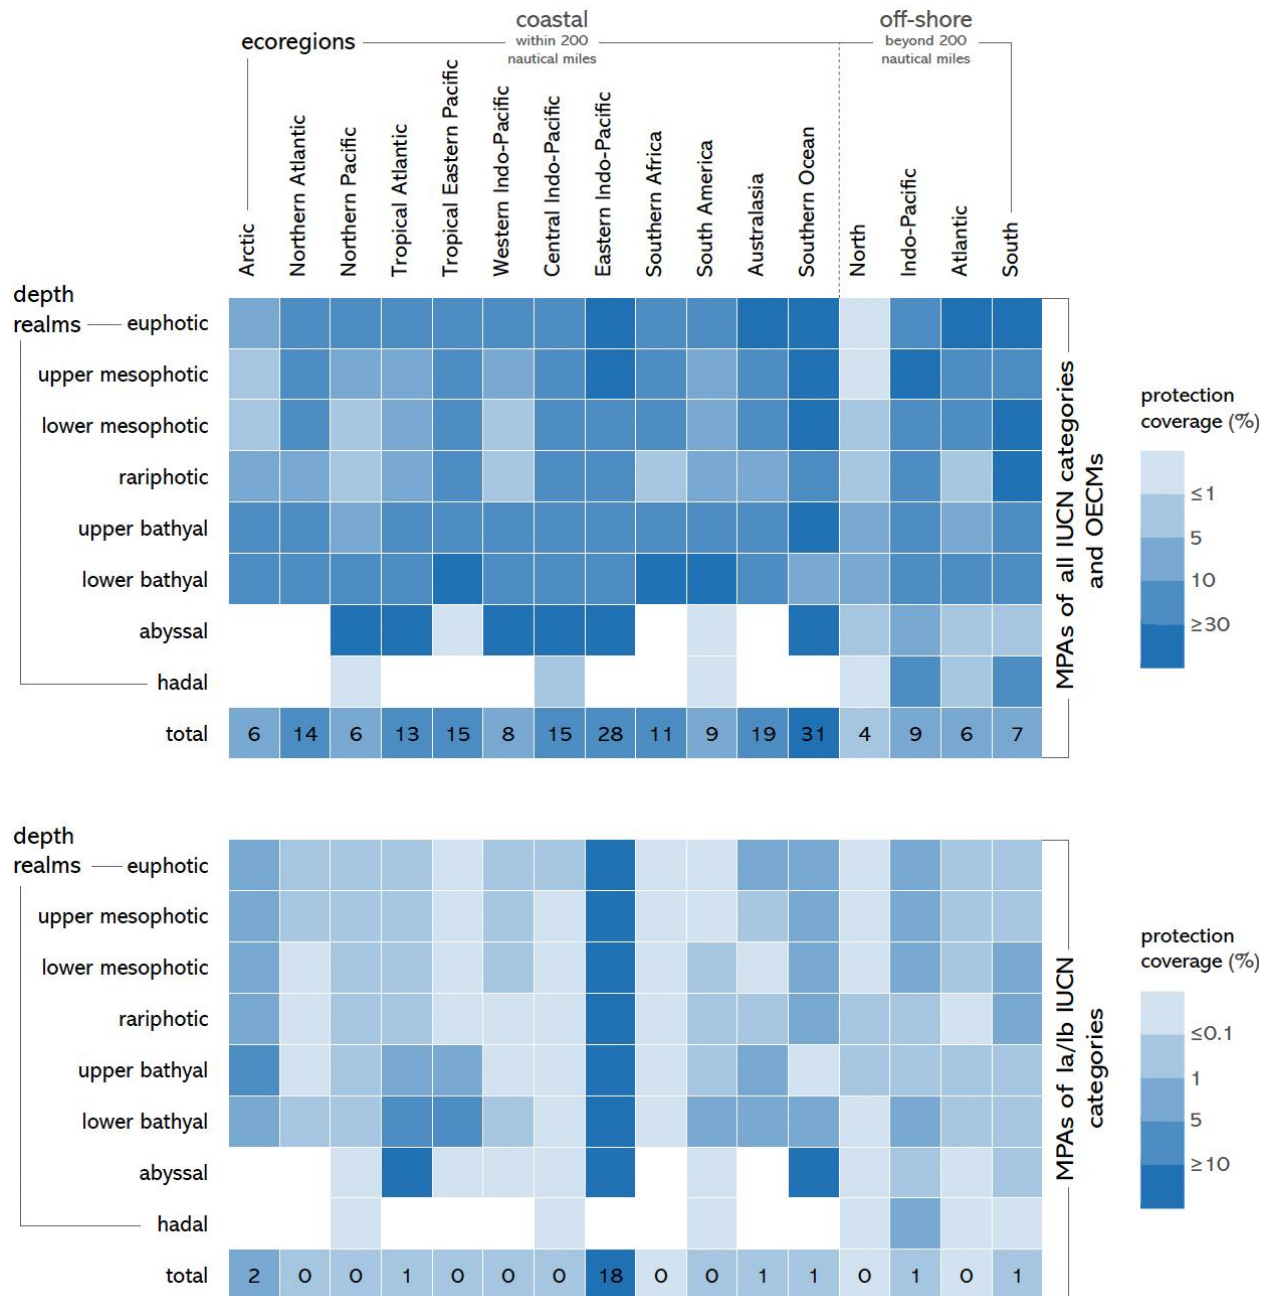 ecoregions
coastal
within 200
nautical miles
off-shore
beyond 200
nautical miles
Arctic
Northern Atlantic
Northern Pacific
Tropical Atlantic
Tropical Eastern Pacific
Western Indo-Pacific
Central Indo-Pacific
Eastern Indo-Pacific
Southern Africa
South America
Australasia
Southern Ocean
North
Indo-Pacific
Atlantic
South
depth
realms
euphotic
upper mesophotic
lower mesophotic
rariphotic
upper bathyal
lower bathyal
abyssal
hadal
total 6 14 6 13 15 8 15 28 11 9 19 31 4 9 6 7
MPAs of all IUCN categories
and OECMs
protection
coverage (%)
≤1
5
10
≥30
depth
realms
euphotic
upper mesophotic
lower mesophotic
rariphotic
upper bathyal
lower bathyal
abyssal
hadal
total 2 0 0 1 0 0 0 18 0 0 1 1 0 1 0 1
MPAs of Ia/Ib IUCN
categories
protection
coverage (%)
≤0.1
1
5
≥10